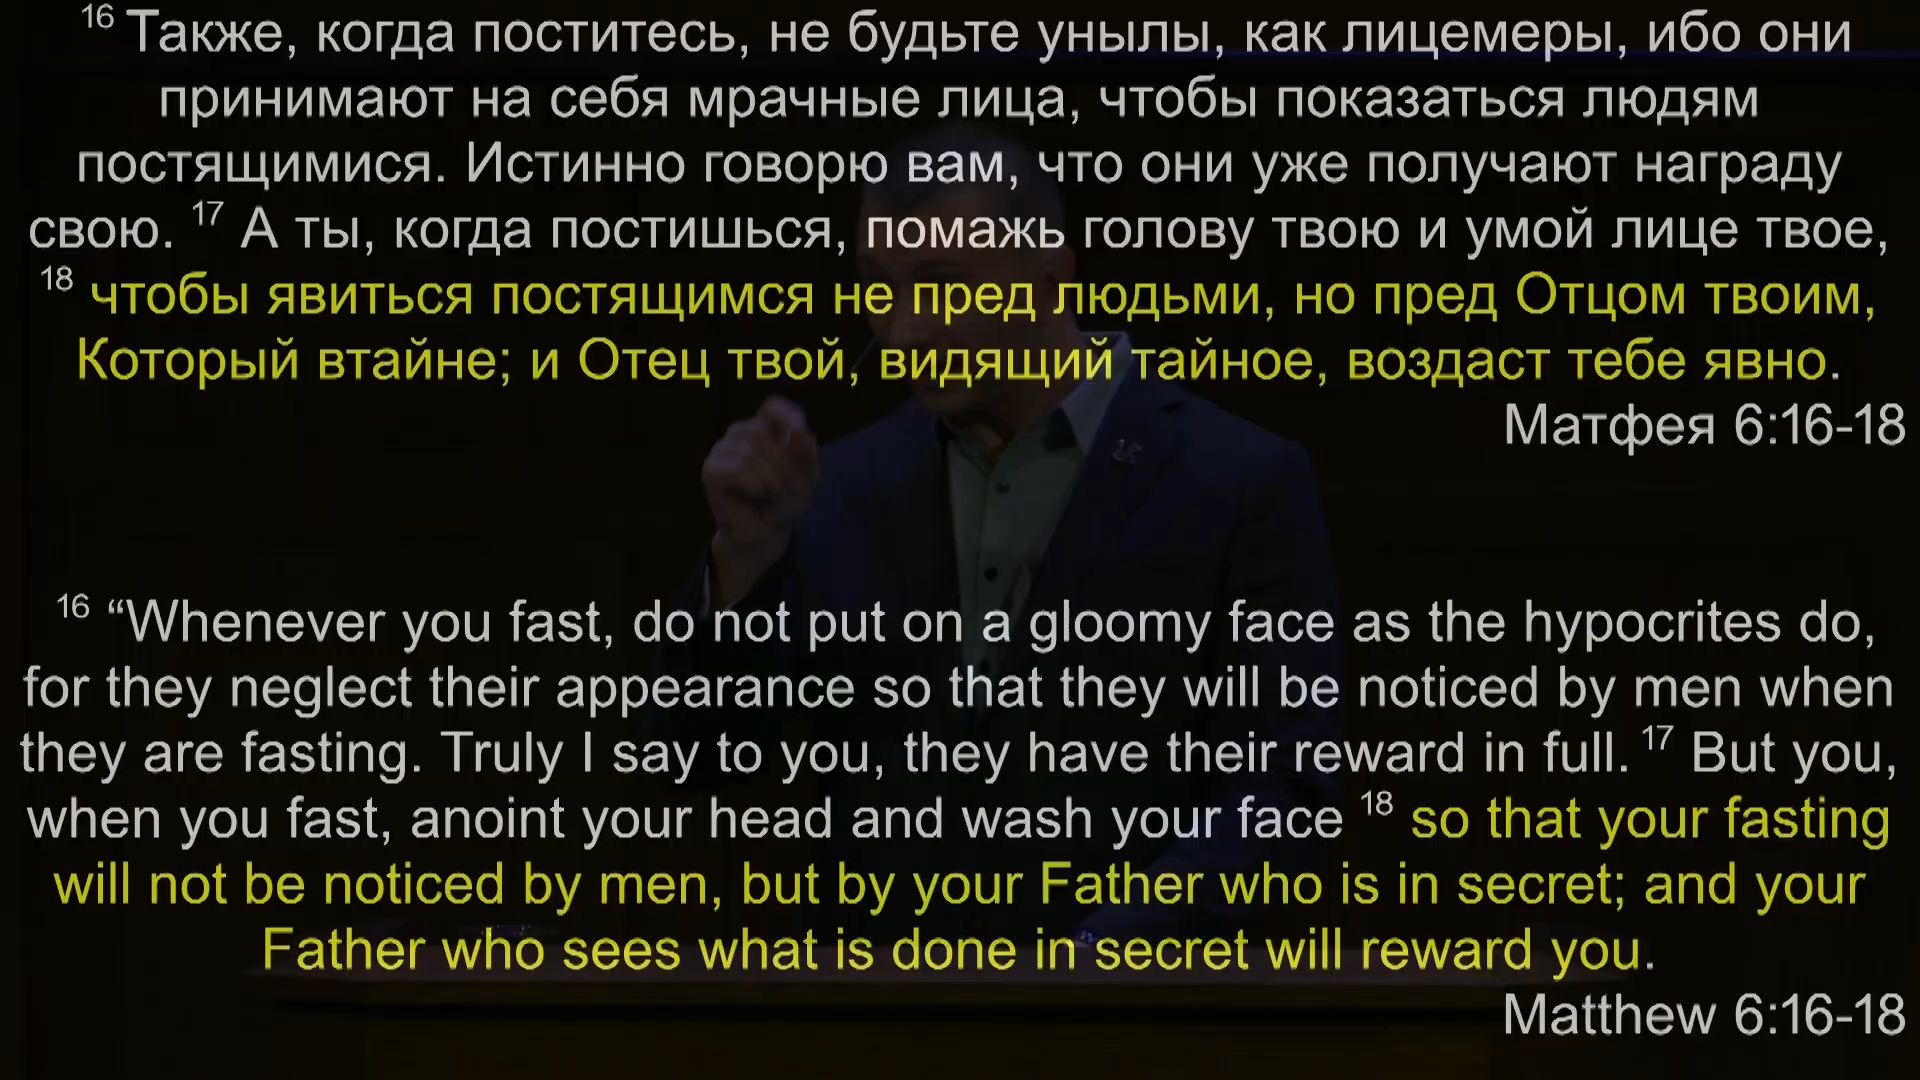 16 Также, когда поститесь, не будьте унылы, как лицемеры, ибо они
принимают на себя мрачные лица, чтобы показаться людям
постящимися. Истинно говорю вам, что они уже получают награду
свою. 17 А ты, когда постишься, помажь голову твою и умой лице твое,
18 чтобы явиться постящимся не пред людьми, но пред Отцом твоим,
Который втайне; и Отец твой, видящий тайное, воздаст тебе явно.
Матфея 6:16-18
16 “Whenever you fast, do not put on a gloomy face as the hypocrites do,
for they neglect their appearance so that they will be noticed by men when
they are fasting. Truly I say to you, they have their reward in full. 17 But you,
when you fast, anoint your head and wash your face 18 so that your fasting
will not be noticed by men, but by your Father who is in secret; and your
Father who sees what is done in secret will reward you.
Matthew 6:16-18